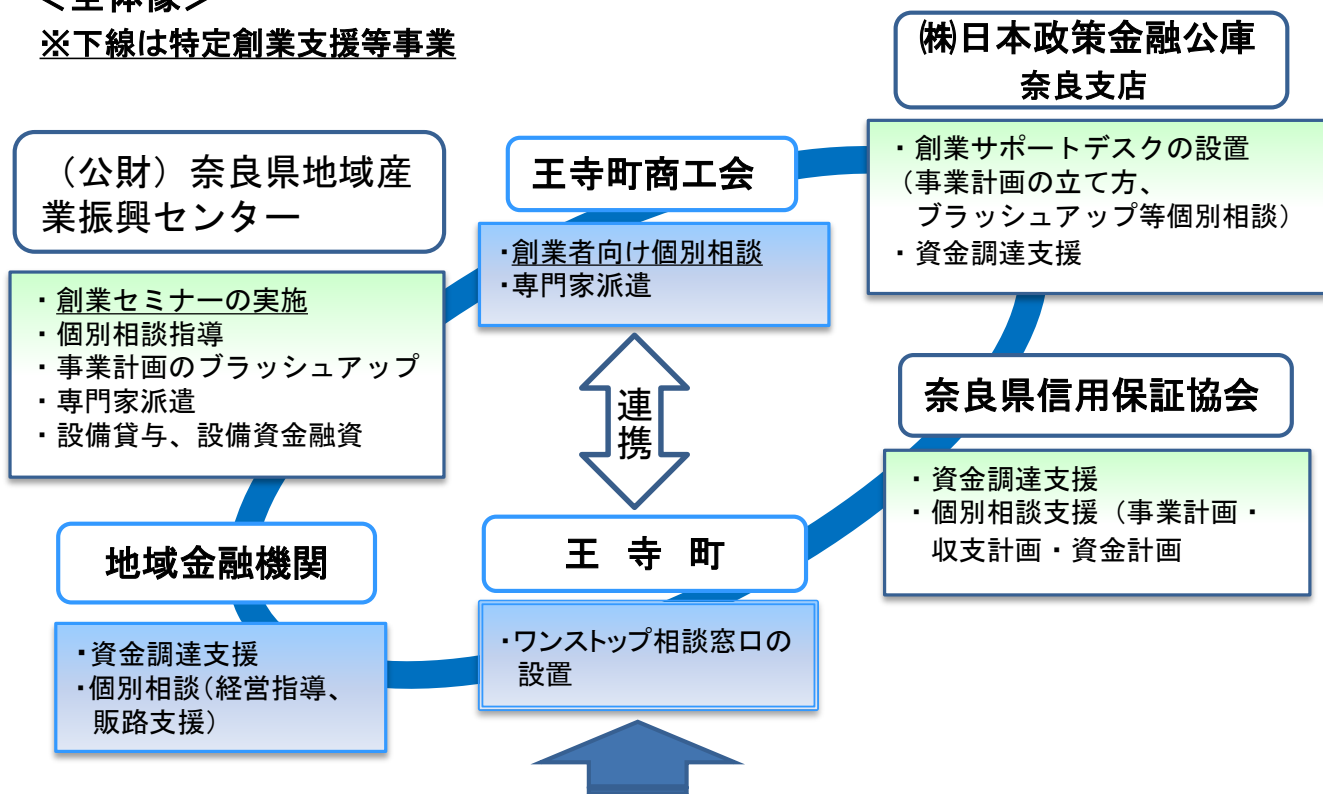 ＜全体像＞
※下線は特定創業支援等事業
㈱日本政策金融公庫
奈良支店
・創業サポートデスクの設置
（事業計画の立て方、
ブラッシュアップ等個別相談）
・資金調達支援
王寺町商工会
・創業者向け個別相談
・専門家派遣
（公財）奈良県地域産
業振興センター
・創業セミナーの実施
・個別相談指導
・事業計画のブラッシュアップ
・専門家派遣
・設備貸与、設備資金融資
連
携
奈良県信用保証協会
・資金調達支援
・個別相談支援（事業計画・
収支計画・資金計画
地域金融機関
・資金調達支援
・個別相談（経営指導、
販路支援）
王 寺 町
・ワンストップ相談窓口の
設置